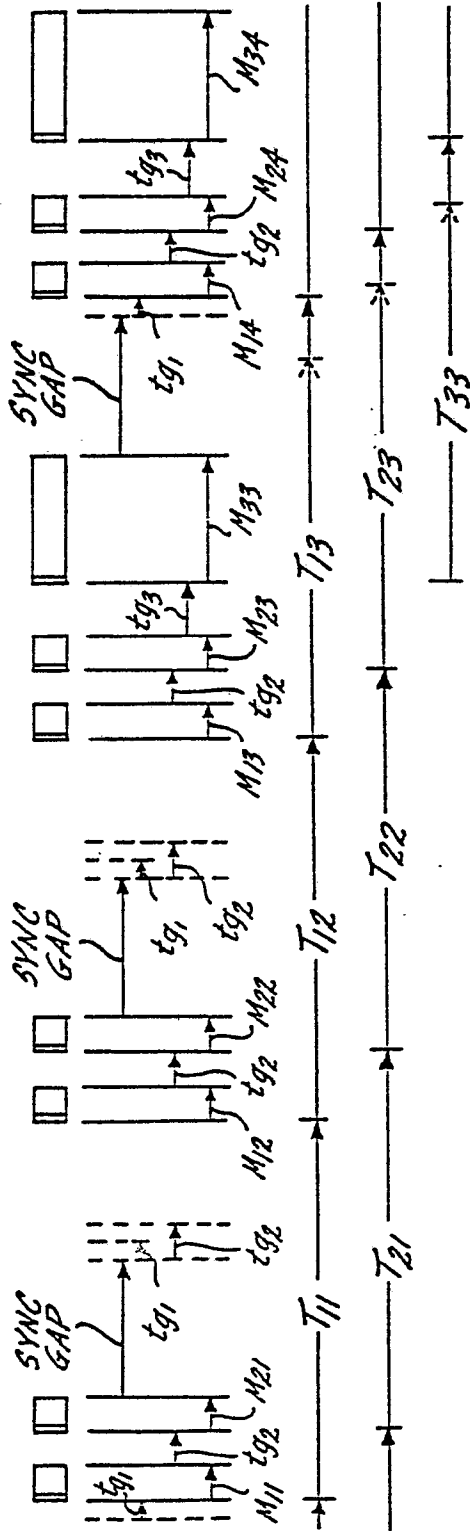 SYNC
GAP
SYNC
GAP
SYNC
GAP
tg1
M11
tg2
M21
tg1
tg2
M12
tg2
M22
tg1
tg2
M13
tg2
M23
tg3
M33
tg1
M14
tg2
M24
tg3
M34
T11
T12
T13
T21
T22
T23
T33